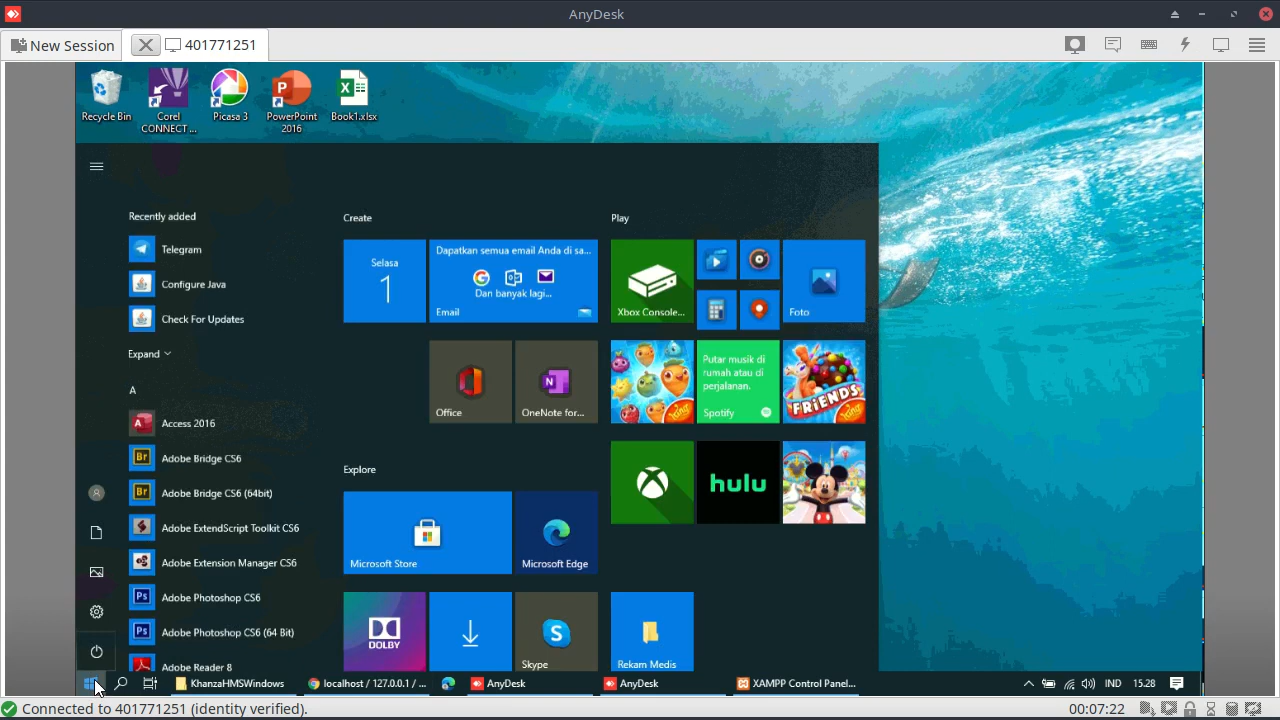 AnyDesk
New Session
401771251
Recycle Bin
Corel
CONNECT ...
Picasa 3
PowerPoint
2016
Book1.xlsx
Recently added
Telegram
Configure Java
Check For Updates
Expand
A
Access 2016
Adobe Bridge CS6
Adobe Bridge CS6 (64bit)
Adobe ExtendScript Toolkit CS6
Adobe Extension Manager CS6
Adobe Photoshop CS6
Adobe Photoshop CS6 (64 Bit)
Adobe Reader 8
Create
Selasa
1
Dapatkan semua email Anda di sa...
Dan banyak lagi...
Email
Office
OneNote for...
Explore
Microsoft Store
Microsoft Edge
DOLBY
Skype
Play
Xbox Console...
Foto
Putar musik di
rumah atau di
perjalanan.
Spotify
King
FRIENDS
King
hulu
Rekam Medis
KhanzaHMSWindows
localhost / 127.0.0.1 / ...
AnyDesk
AnyDesk
XAMPP Control Panel...
IND
15.28
Connected to 401771251 (identity verified).
00:07:22